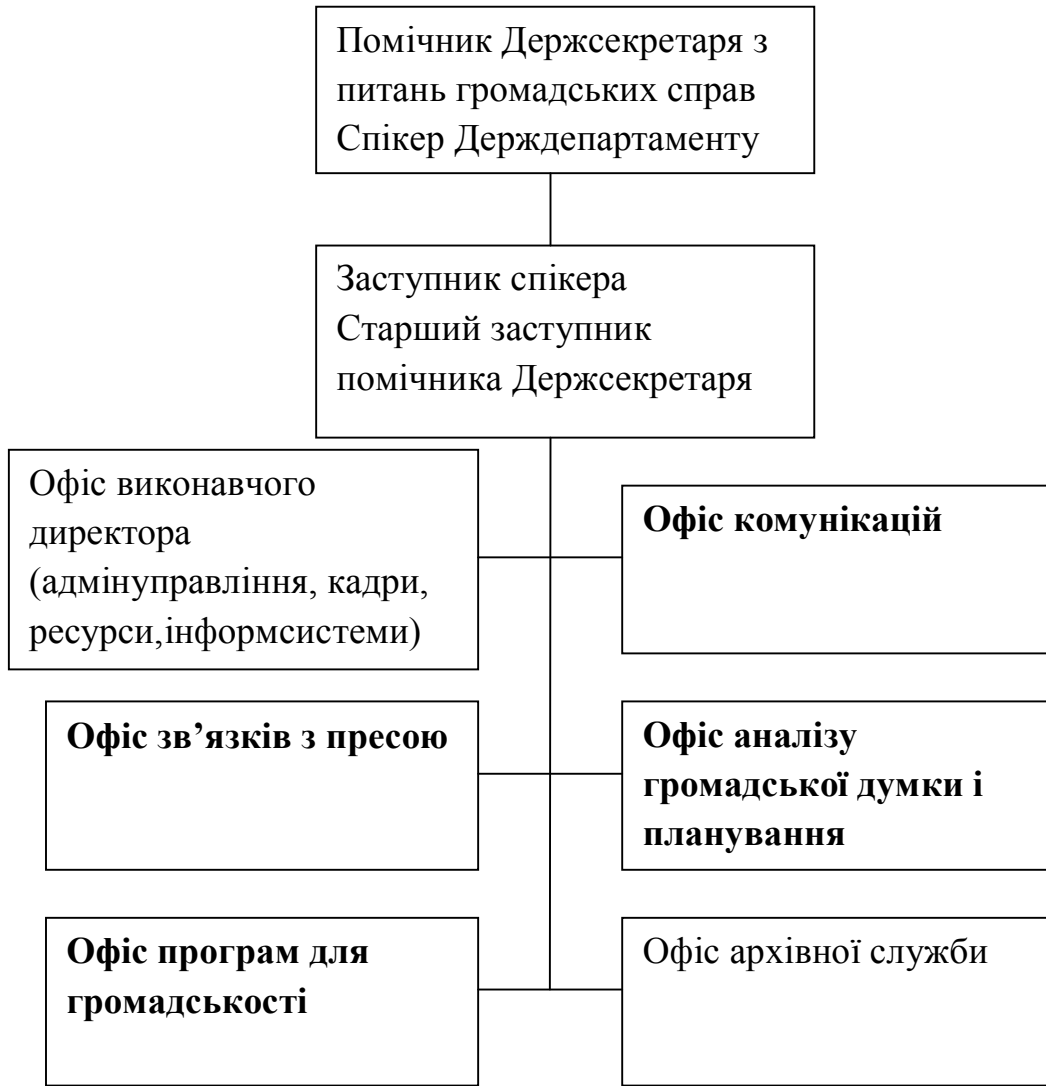 Помічник Держсекретаря з
питань громадських справ
Спікер Держдепартаменту
Заступник спікера
Старший заступник
помічника Держсекретаря
Офіс виконавчого
директора
(адмінуправління, кадри,
ресурси,інформсистеми)
Офіс комунікацій
Офіс зв’язків з пресою
Офіс аналізу
громадської думки і
планування
Офіс програм для
громадськості
Офіс архівної служби